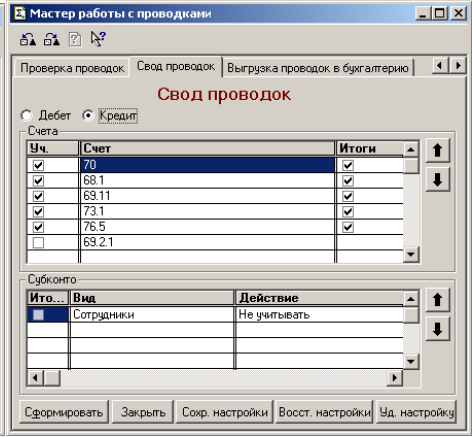 Мастер работы с проводками
Проверка проводок Свод проводок Выгрузка проводок в бухгалтерию
Свод проводок
Дебет Кредит
Счета
Уч. Счет Итоги
70
68.1
69.11
73.1
76.5
69.2.1
Субконто
Ито... Вид Действие
Сотрудники Не учитывать
Сформировать Закрыть Сохр. настройки Восст. настройки Уд. настройку